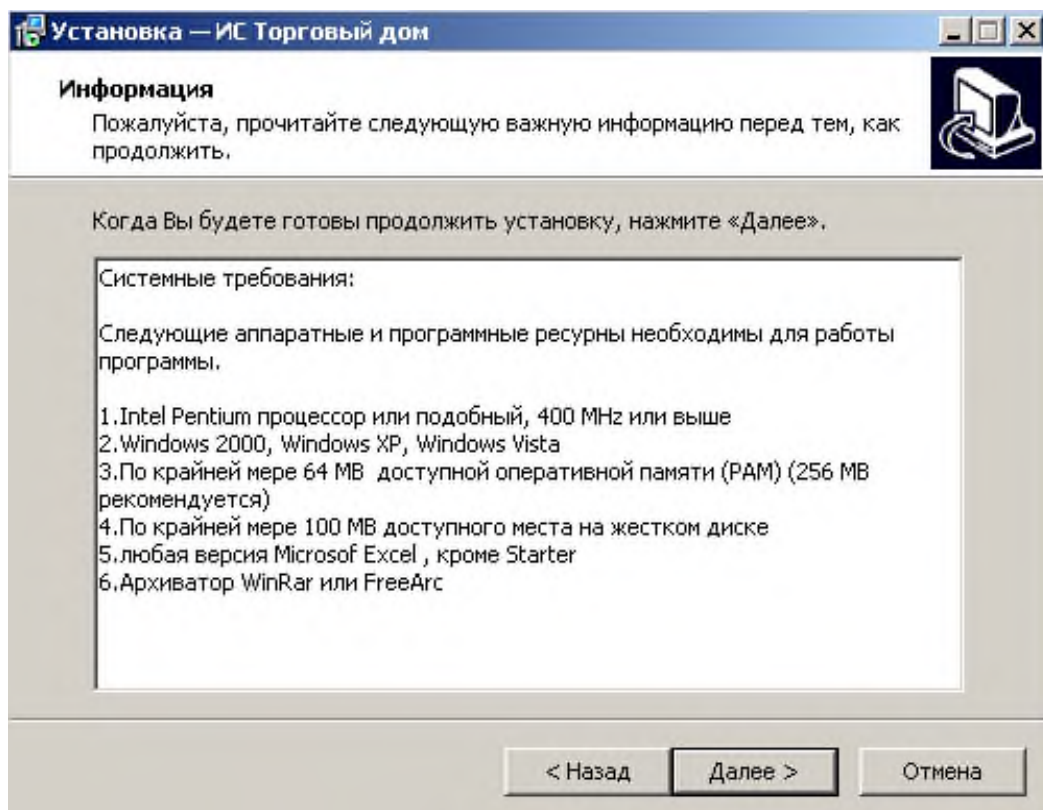 Установка — ИС Торговый дом
Информация
Пожалуйста, прочитайте следующую важную информацию перед тем, как
продолжить.
Когда Вы будете готовы продолжить установку, нажмите «Далее».
Системные требования:
Следующие аппаратные и программные ресурны необходимы для работы
программы.
1.Intel Pentium процессор или подобный, 400 MHz или выше
2.Windows 2000, Windows XP, Windows Vista
3.По крайней мере 64 MB  доступной оперативной памяти (РАМ) (256 MB
рекомендуется)
4.По крайней мере 100 MB доступного места на жестком диске
5.любая версия Microsof Excel , кроме Starter
6.Архиватор WinRar или FreeArc
< Назад
Далее >
Отмена